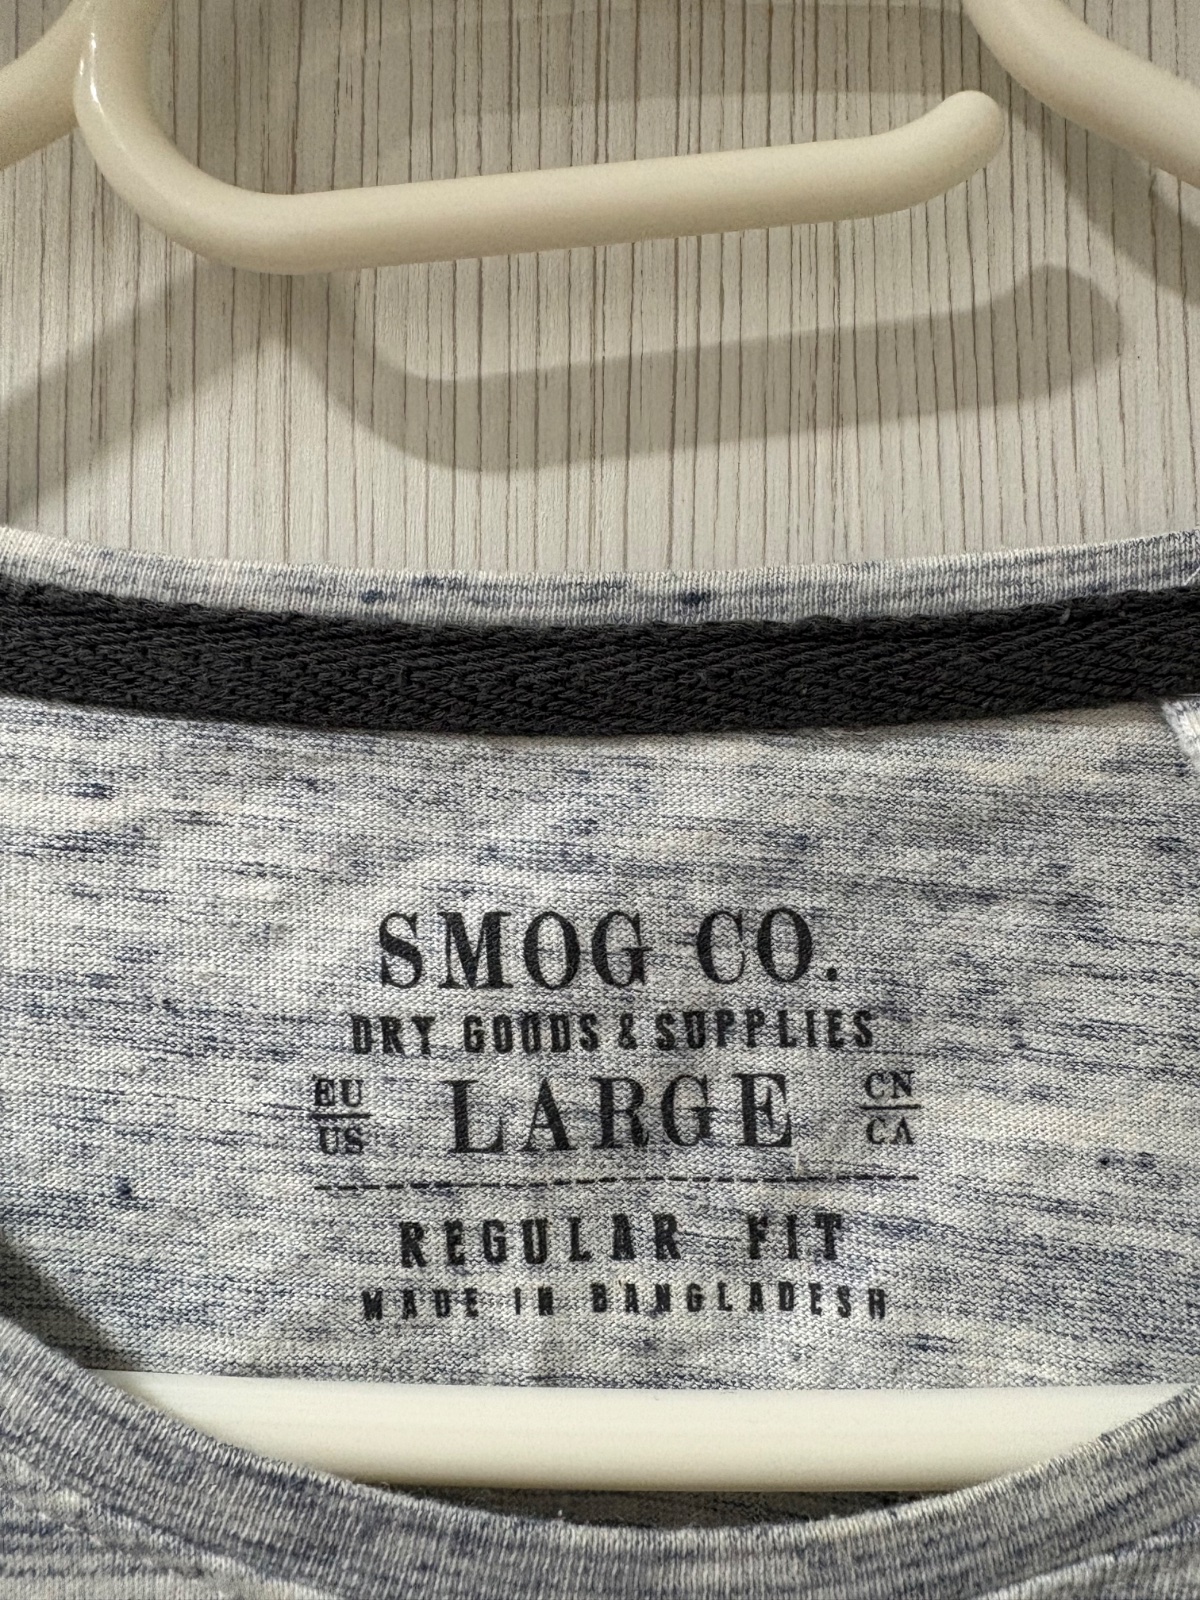 SMOG CO.
DRY GOODS & SUPPLIES
EU
US
LARGE
CN
CA
REGULAR FIT
MADE IN BANGLADESH